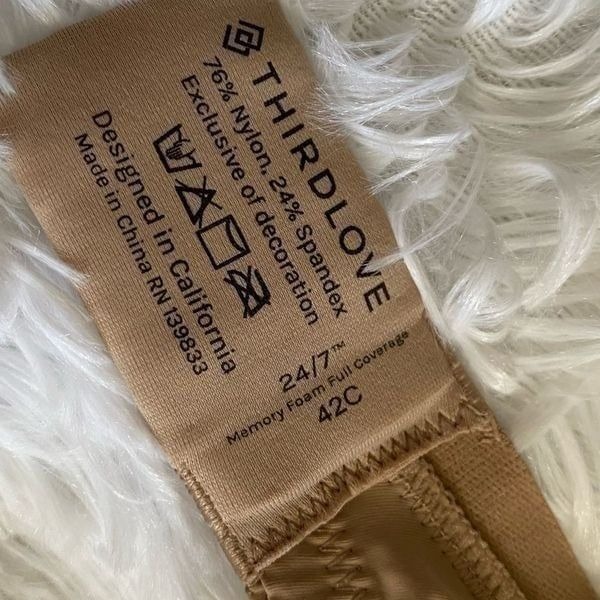 THIRDLOVE
76% Nylon, 24% Spandex
Exclusive of decoration
Designed in California
Made in China RN 139833
24/7™
Memory Foam Full Coverage
42C